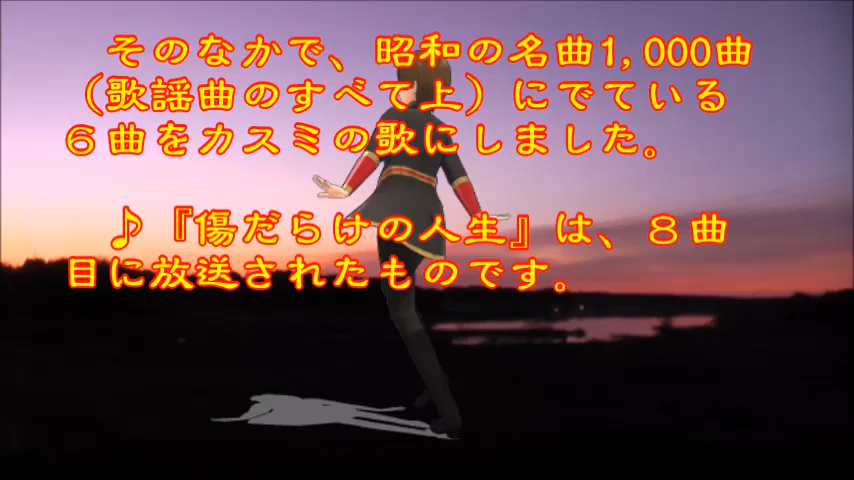 そのなかで、昭和の名曲1,000曲
（歌謡曲のすべて上）にでている
６曲をカスミの歌にしました。
♪『傷だらけの人生』は、８曲
目に放送されたものです。